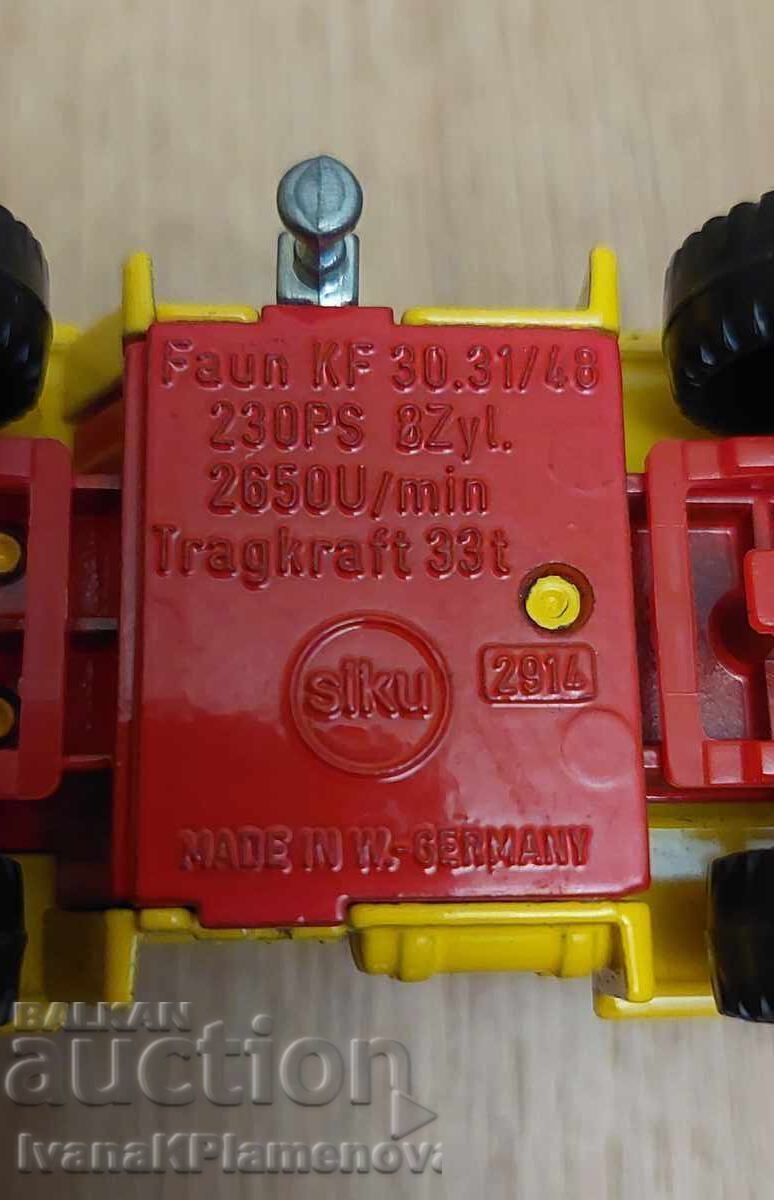 Faun KF 30.31/48
230PS 8Zyl.
2650U/min
Tragkraft 33t
siku
2914
MADE IN W.-GERMANY
BALKAN
auction
IvanaKPlamenova